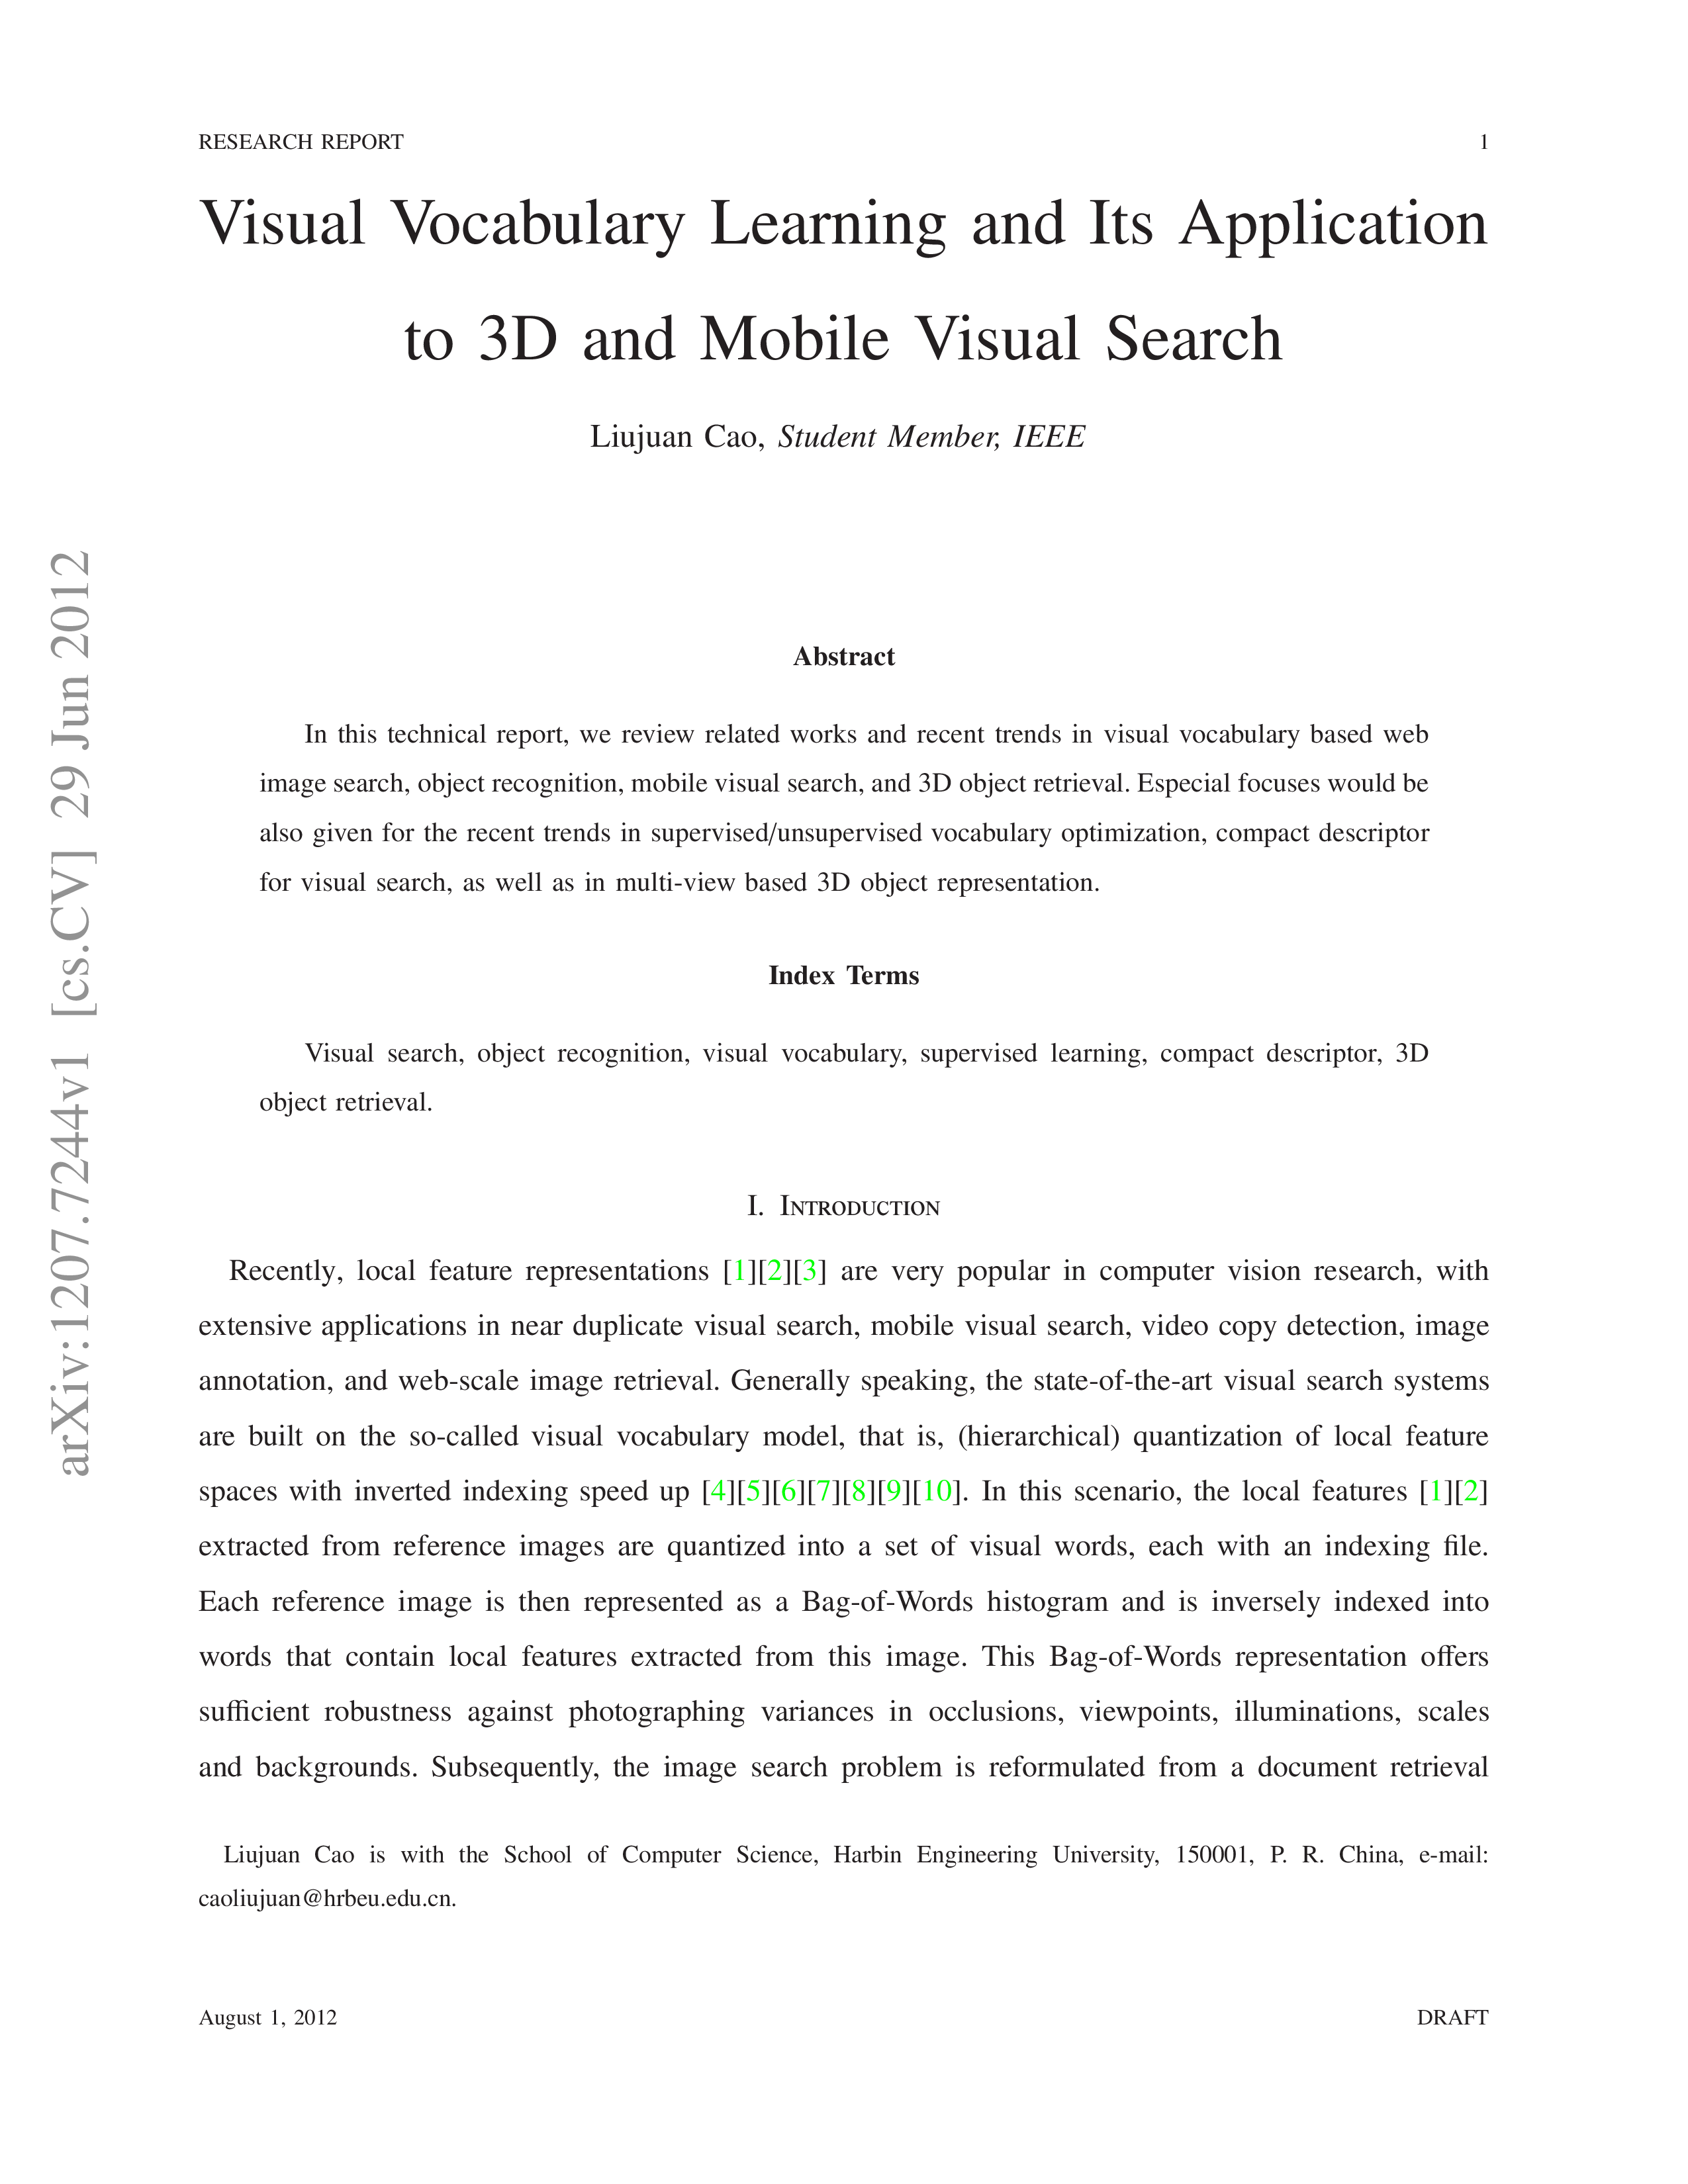 RESEARCH REPORT 1
Visual Vocabulary Learning and Its Application
to 3D and Mobile Visual Search
Liujuan Cao, Student Member, IEEE
arXiv:1207.7244v1 [cs.CV] 29 Jun 2012
Abstract
In this technical report, we review related works and recent trends in visual vocabulary based web
image search, object recognition, mobile visual search, and 3D object retrieval. Especial focuses would be
also given for the recent trends in supervised/unsupervised vocabulary optimization, compact descriptor
for visual search, as well as in multi-view based 3D object representation.
Index Terms
Visual search, object recognition, visual vocabulary, supervised learning, compact descriptor, 3D
object retrieval.
I. Introduction
Recently, local feature representations [1][2][3] are very popular in computer vision research, with
extensive applications in near duplicate visual search, mobile visual search, video copy detection, image
annotation, and web-scale image retrieval. Generally speaking, the state-of-the-art visual search systems
are built on the so-called visual vocabulary model, that is, (hierarchical) quantization of local feature
spaces with inverted indexing speed up [4][5][6][7][8][9][10]. In this scenario, the local features [1][2]
extracted from reference images are quantized into a set of visual words, each with an indexing file.
Each reference image is then represented as a Bag-of-Words histogram and is inversely indexed into
words that contain local features extracted from this image. This Bag-of-Words representation offers
sufficient robustness against photographing variances in occlusions, viewpoints, illuminations, scales
and backgrounds. Subsequently, the image search problem is reformulated from a document retrieval
Liujuan Cao is with the School of Computer Science, Harbin Engineering University, 150001, P. R. China, e-mail:
caoliujuan@hrbeu.edu.cn.
August 1, 2012 DRAFT